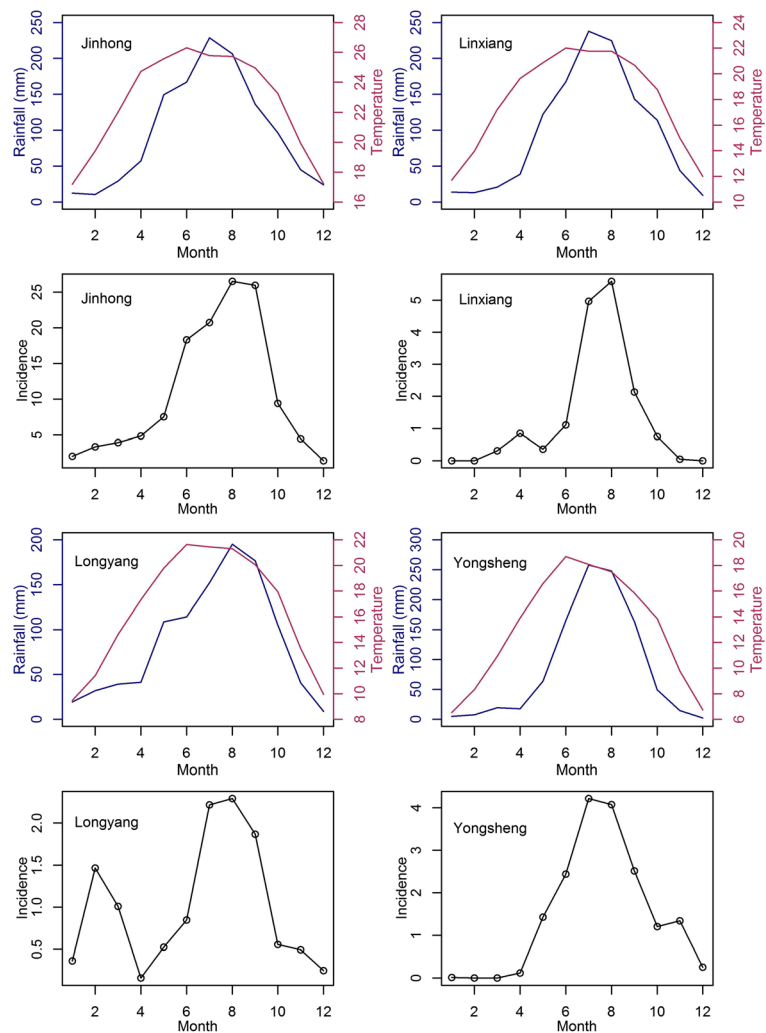 Jinhong
Rainfall (mm)
0 50 100 150 200 250
Temperature
16 18 20 22 24 26 28
2 4 6 8 10 12
Month
Linxiang
Rainfall (mm)
0 50 100 150 200 250
Temperature
10 12 14 16 18 20 22 24
2 4 6 8 10 12
Month
Jinhong
Incidence
5 10 15 20 25
2 4 6 8 10 12
Month
Linxiang
Incidence
0 1 2 3 4 5
2 4 6 8 10 12
Month
Longyang
Rainfall (mm)
0 50 100 150 200
Temperature
8 10 12 14 16 18 20 22
2 4 6 8 10 12
Month
Yongsheng
Rainfall (mm)
0 50 100 150 200 250 300
Temperature
6 8 10 12 14 16 18 20
2 4 6 8 10 12
Month
Longyang
Incidence
0.5 1.0 1.5 2.0
2 4 6 8 10 12
Month
Yongsheng
Incidence
0 1 2 3 4
2 4 6 8 10 12
Month